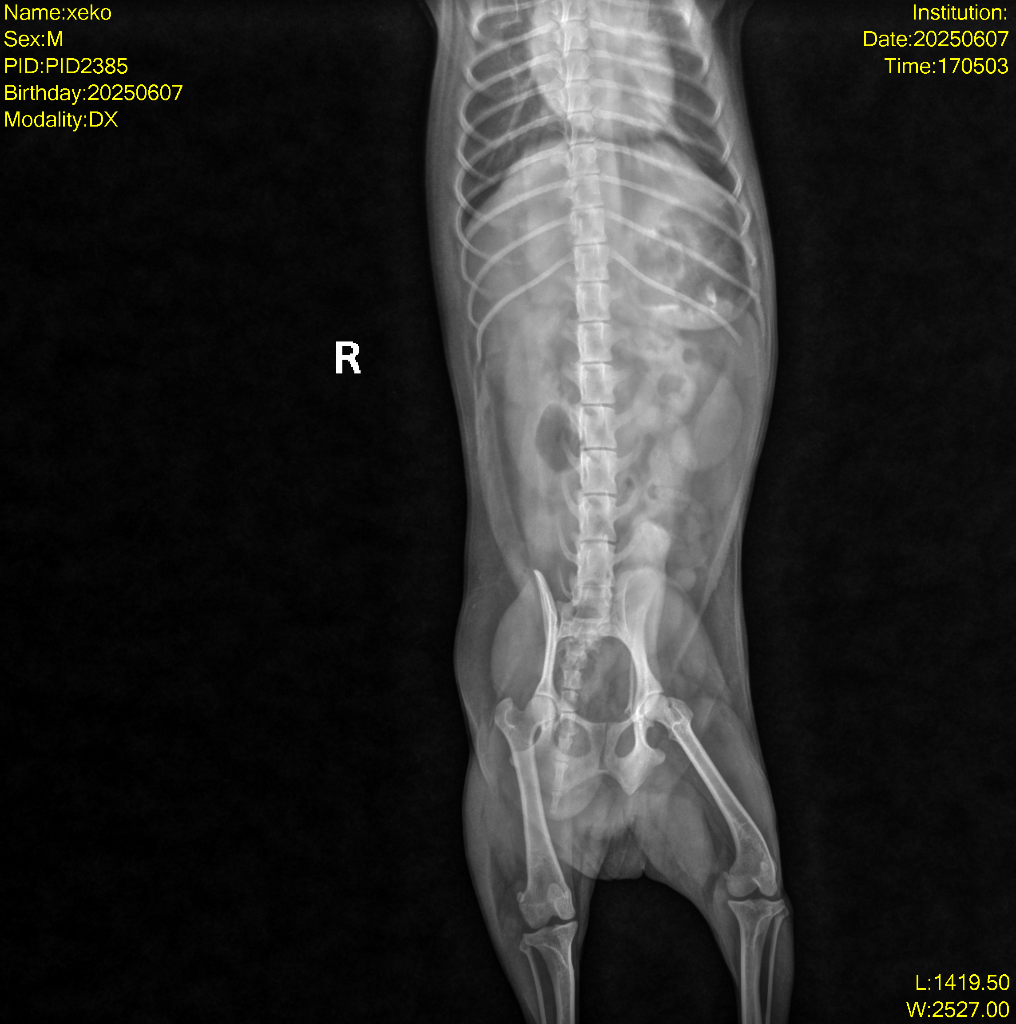 Name:xeko
Sex:M
PID:PID2385
Birthday:20250607
Modality:DX
Institution:
Date:20250607
Time:170503
R
L:1419.50
W:2527.00